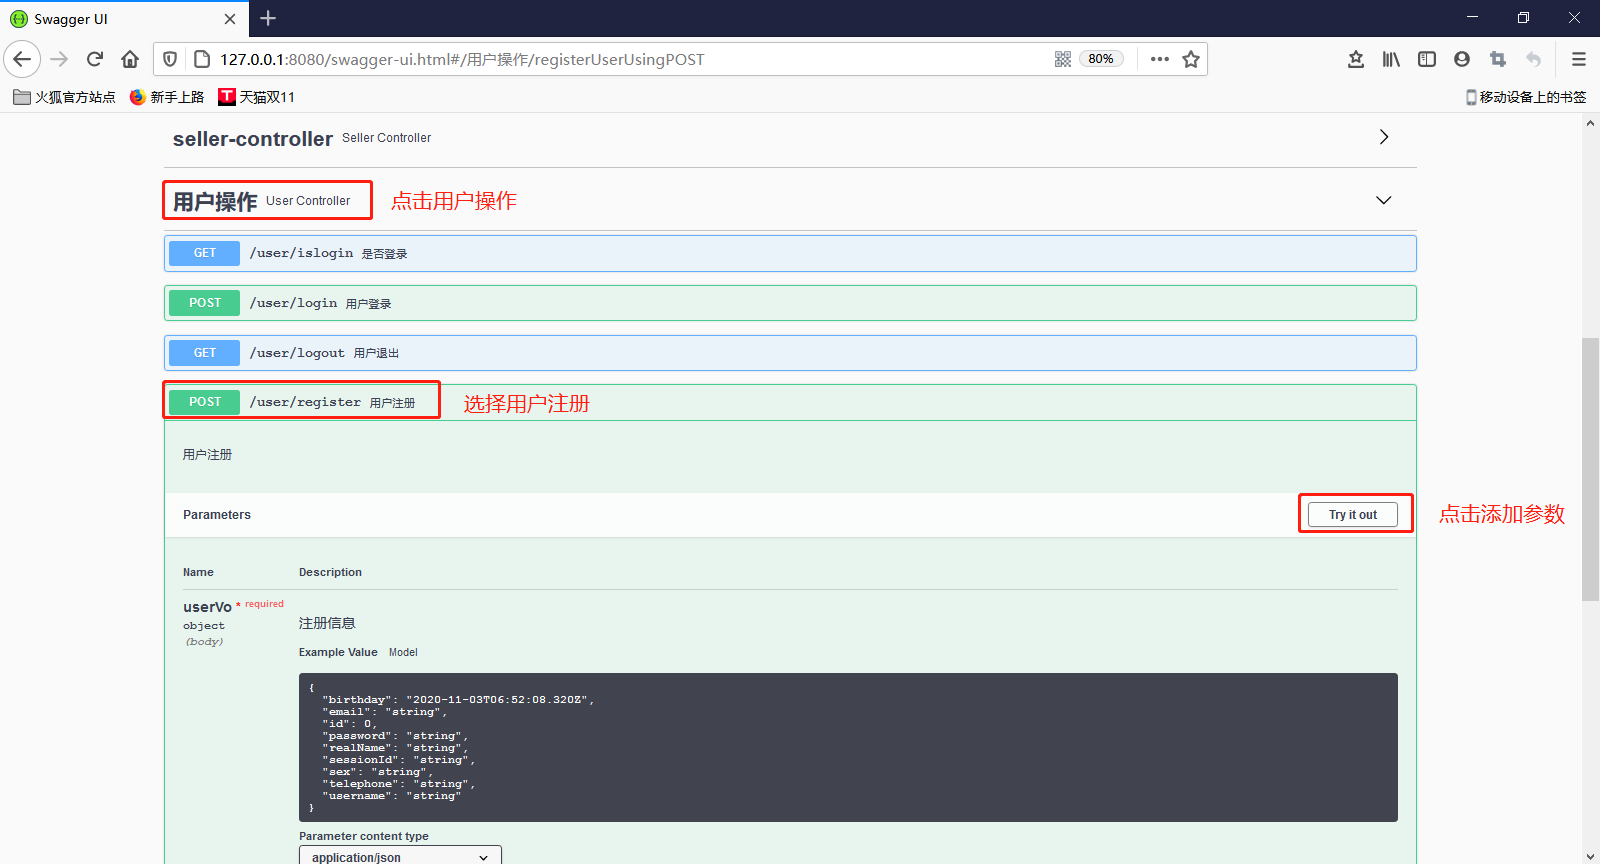 Swagger UI
127.0.0.1:8080/swagger-ui.html#/用户操作/registerUserUsingPOST
80%
火狐官方站点
新手上路
天猫双11
移动设备上的书签
seller-controller Seller Controller
用户操作 User Controller
点击用户操作
GET /user/islogin 是否登录
POST /user/login 用户登录
GET /user/logout 用户退出
POST /user/register 用户注册
选择用户注册
用户注册
Parameters
Try it out
点击添加参数
Name Description
userVo * required
object
(body)
注册信息
Example Value Model
{
"birthday": "2020-11-03T06:52:08.320Z",
"email": "string",
"id": 0,
"password": "string",
"realName": "string",
"sessionId": "string",
"sex": "string",
"telephone": "string",
"username": "string"
}
Parameter content type
application/json